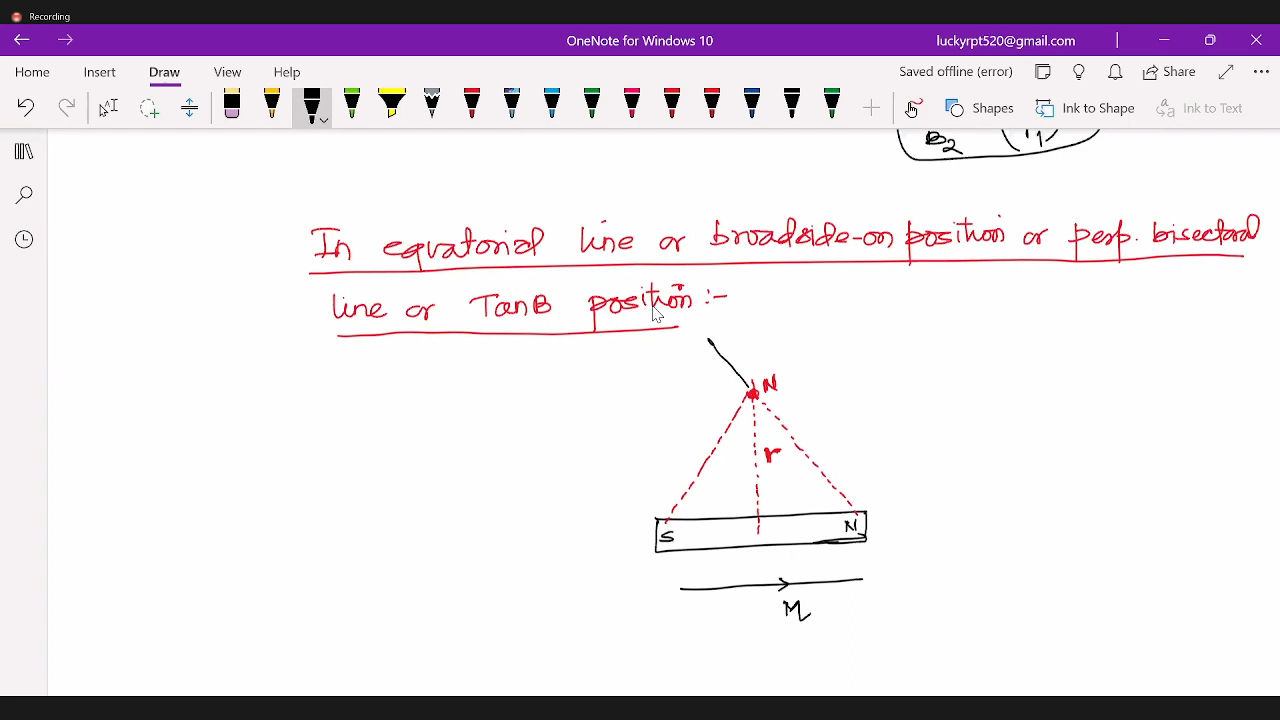 Recording
OneNote for Windows 10
luckyrpt520@gmail.com
Home Insert Draw View Help
Saved offline (error)
Share
Shapes
Ink to Shape
Ink to Text
B2
In equatorial line or broadside-on position or perp. bisectoral
line or TanB position :-
N
r
S
N
M